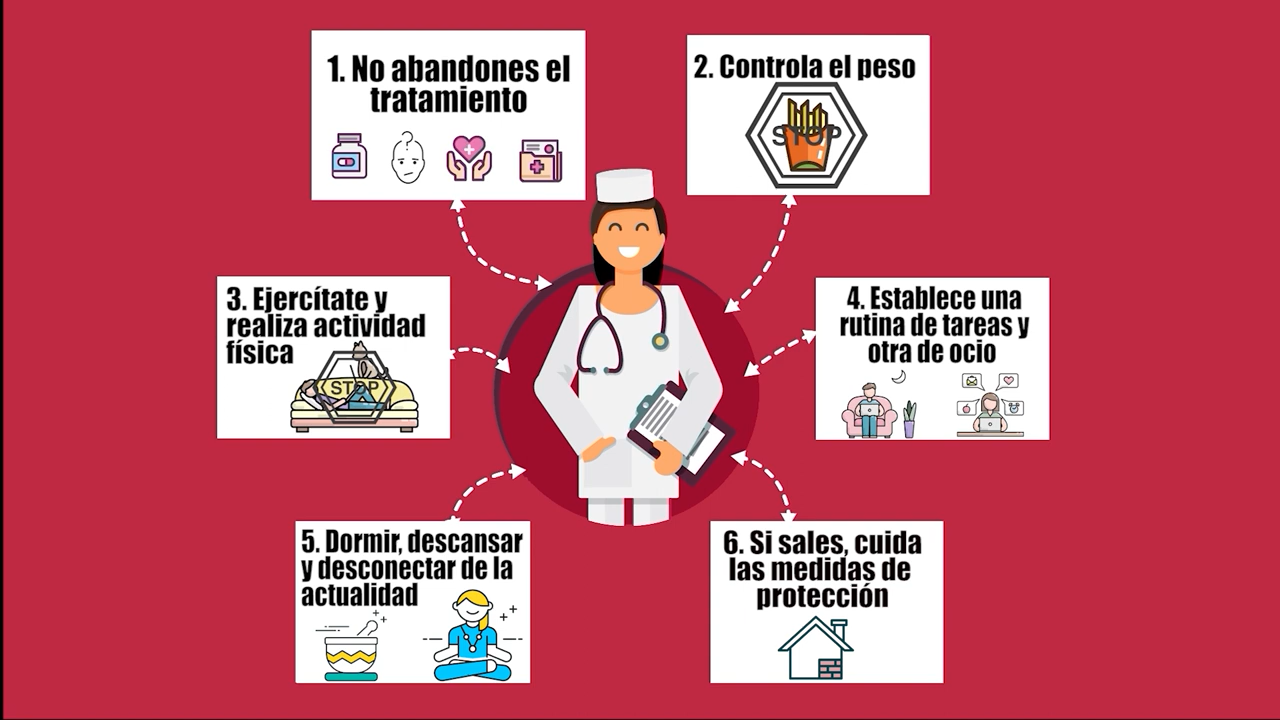 1. No abandones el
tratamiento
2. Controla el peso
STOP
3. Ejercítate y
realiza actividad
física
STOP
4. Establece una
rutina de tareas y
otra de ocio
5. Dormir, descansar
y desconectar de la
actualidad
6. Si sales, cuida
las medidas de
protección